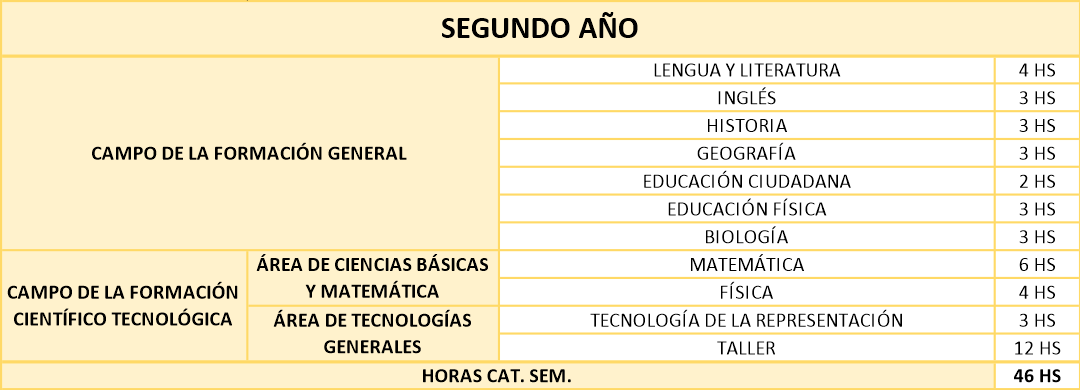 SEGUNDO AÑO
CAMPO DE LA FORMACIÓN GENERAL
LENGUA Y LITERATURA 4 HS
INGLÉS 3 HS
HISTORIA 3 HS
GEOGRAFÍA 3 HS
EDUCACIÓN CIUDADANA 2 HS
EDUCACIÓN FÍSICA 3 HS
BIOLOGÍA 3 HS
CAMPO DE LA FORMACIÓN
CIENTÍFICO TECNOLÓGICA
ÁREA DE CIENCIAS BÁSICAS
Y MATEMÁTICA
MATEMÁTICA 6 HS
FÍSICA 4 HS
ÁREA DE TECNOLOGÍAS
GENERALES
TECNOLOGÍA DE LA REPRESENTACIÓN 3 HS
TALLER 12 HS
HORAS CAT. SEM. 46 HS